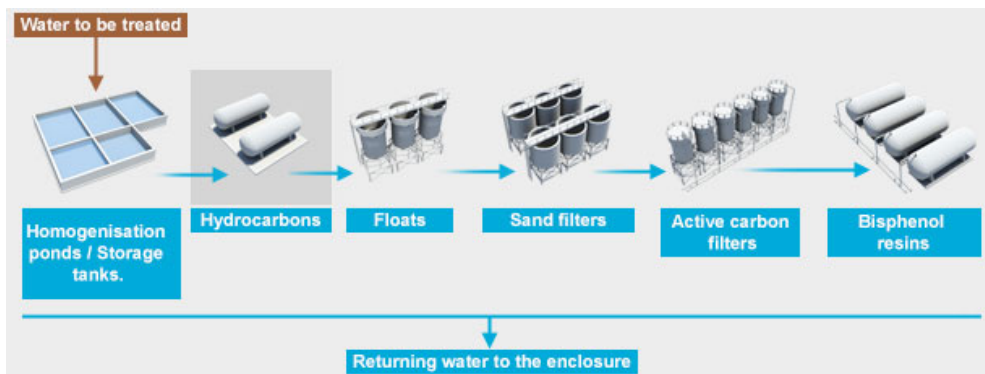 Water to be treated
Hydrocarbons
Floats
Sand filters
Active carbon
filters
Bisphenol
resins
Homogenisation
ponds / Storage
tanks.
Returning water to the enclosure